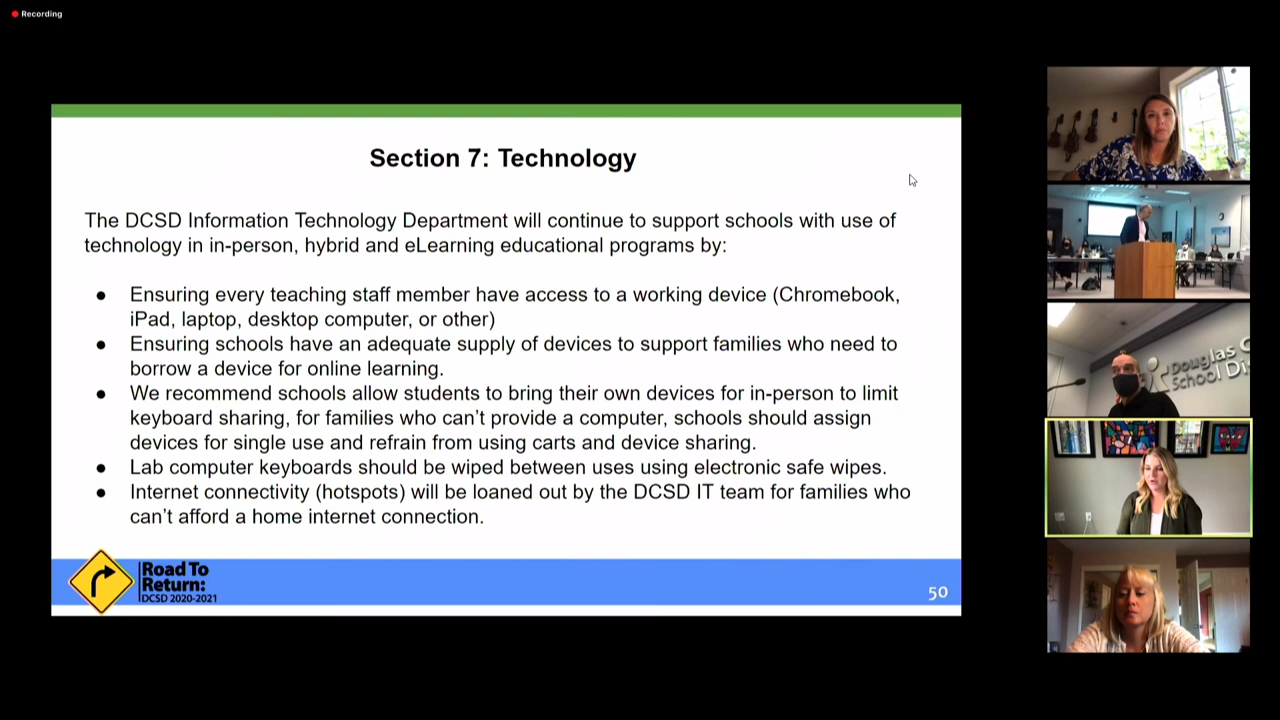 Recording
Section 7: Technology
The DCSD Information Technology Department will continue to support schools with use of
technology in in-person, hybrid and eLearning educational programs by:
● Ensuring every teaching staff member have access to a working device (Chromebook,
iPad, laptop, desktop computer, or other)
● Ensuring schools have an adequate supply of devices to support families who need to
borrow a device for online learning.
● We recommend schools allow students to bring their own devices for in-person to limit
keyboard sharing, for families who can’t provide a computer, schools should assign
devices for single use and refrain from using carts and device sharing.
● Lab computer keyboards should be wiped between uses using electronic safe wipes.
● Internet connectivity (hotspots) will be loaned out by the DCSD IT team for families who
can’t afford a home internet connection.
Road To
Return:
DCSD 2020-2021
50
Douglas C
School Di